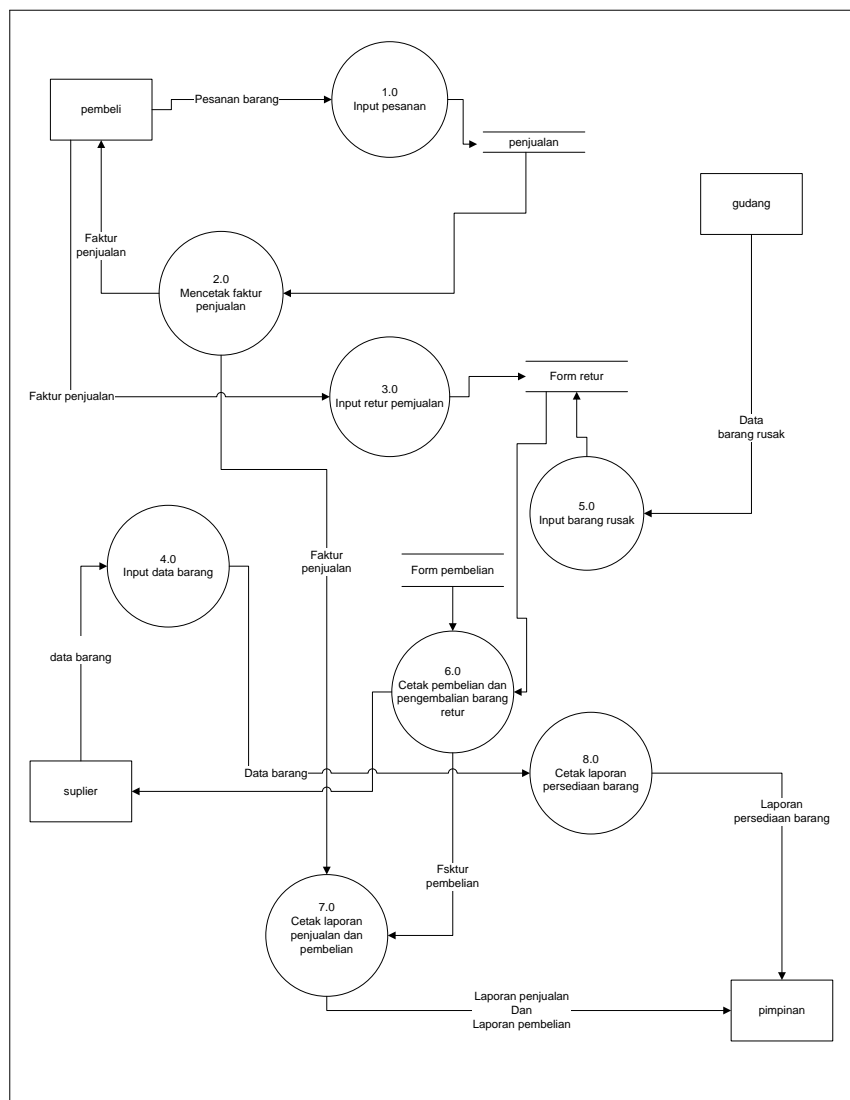 pembeli
Pesanan barang
1.0
Input pesanan
penjualan
gudang
Faktur
penjualan
2.0
Mencetak faktur
penjualan
Faktur penjualan
3.0
Input retur pemjualan
Form retur
Data
barang rusak
5.0
Input barang rusak
4.0
Input data barang
Faktur
penjualan
Form pembelian
data barang
6.0
Cetak pembelian dan
pengembalian barang
retur
suplier
Data barang
8.0
Cetak laporan
persediaan barang
Laporan
persediaan barang
Fsktur
pembelian
7.0
Cetak laporan
penjualan dan
pembelian
Laporan penjualan
Dan
Laporan pembelian
pimpinan